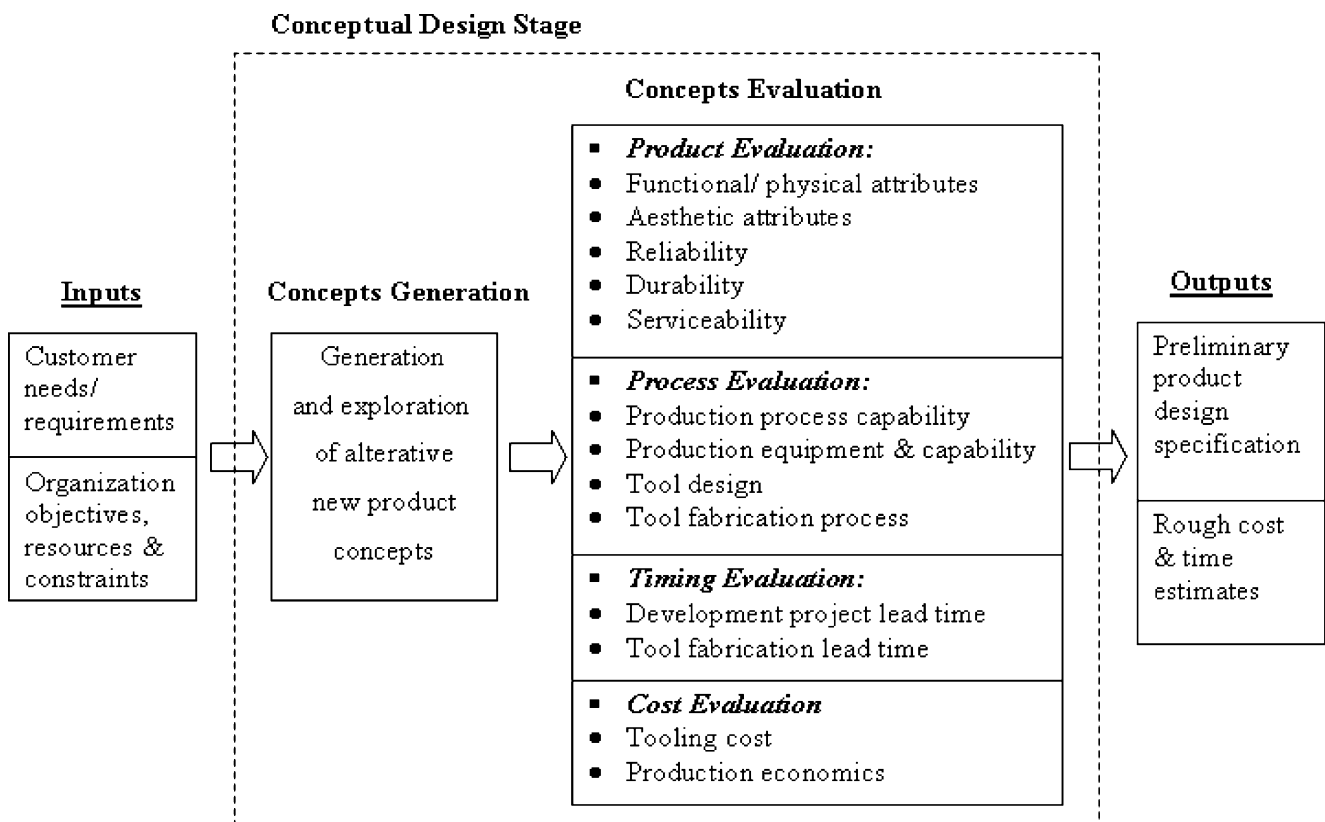 Conceptual Design Stage
Inputs
Customer
needs/
requirements
Organization
objectives,
resources &
constraints
Concepts Generation
Generation
and exploration
of alterative
new product
concepts
Concepts Evaluation
▪ Product Evaluation:
● Functional/ physical attributes
● Aesthetic attributes
● Reliability
● Durability
● Serviceability
▪ Process Evaluation:
● Production process capability
● Production equipment & capability
● Tool design
● Tool fabrication process
▪ Timing Evaluation:
● Development project lead time
● Tool fabrication lead time
▪ Cost Evaluation
● Tooling cost
● Production economics
Outputs
Preliminary
product
design
specification
Rough cost
& time
estimates